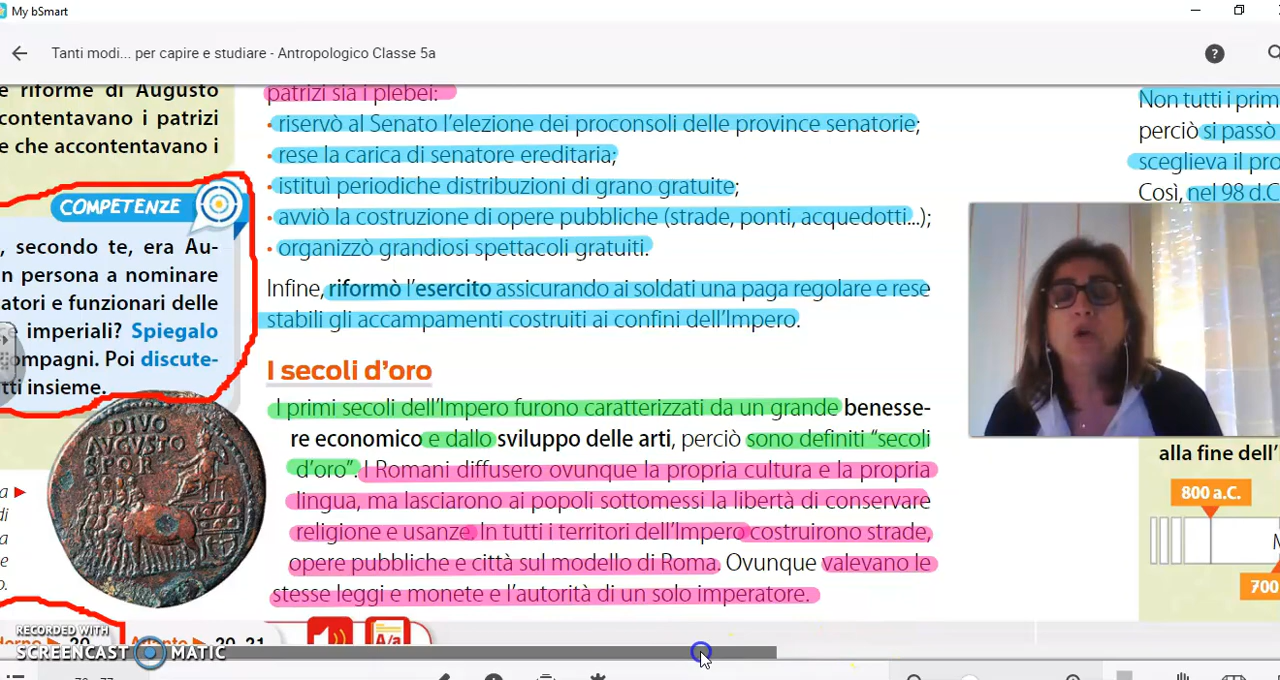 My bSmart
Tanti modi... per capire e studiare - Antropologico Classe 5a
?
e riforme di Augusto
contentavano i patrizi
e che accontentavano i
COMPETENZE
, secondo te, era Au-
n persona a nominare
atori e funzionari delle
imperiali? Spiegalo
ompagni. Poi discute-
tti insieme.
DIVO
AVGVSTO
SPQR
patrizi sia i plebei:
• riservò al Senato l'elezione dei proconsoli delle province senatorie;
• rese la carica di senatore ereditaria;
• istituì periodiche distribuzioni di grano gratuite;
• avviò la costruzione di opere pubbliche (strade, ponti, acquedotti...);
• organizzò grandiosi spettacoli gratuiti.
Infine, riformò l'esercito assicurando ai soldati una paga regolare e rese
stabili gli accampamenti costruiti ai confini dell'Impero.
I secoli d'oro
I primi secoli dell'Impero furono caratterizzati da un grande benesse-
re economico e dallo sviluppo delle arti, perciò sono definiti "secoli
d'oro". I Romani diffusero ovunque la propria cultura e la propria
lingua, ma lasciarono ai popoli sottomessi la libertà di conservare
religione e usanze. In tutti i territori dell'Impero costruirono strade,
opere pubbliche e città sul modello di Roma. Ovunque valevano le
stesse leggi e monete e l'autorità di un solo imperatore.
A/a
20-21
Non tutti i prim
perciò si passò
sceglieva il pro
Così, nel 98 d.C
alla fine dell'
800 a.C.
700
RECORDED WITH
SCREENCAST MATIC